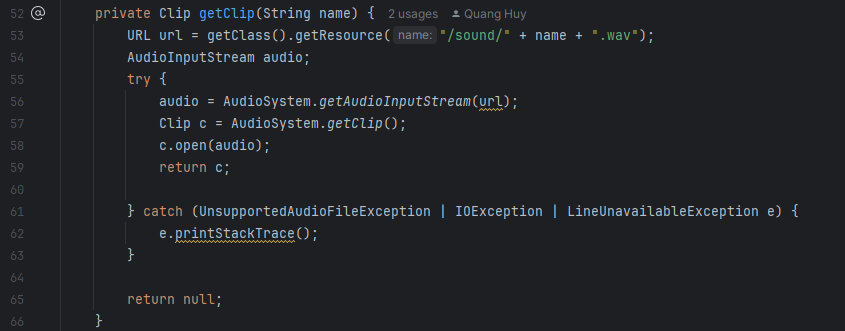 52 @ private Clip getClip(String name) { 2 usages Quang Huy
53 URL url = getClass().getResource( name: "/sound/" + name + ".wav");
54 AudioInputStream audio;
55 try {
56 audio = AudioSystem.getAudioInputStream(url);
57 Clip c = AudioSystem.getClip();
58 c.open(audio);
59 return c;
60
61 } catch (UnsupportedAudioFileException | IOException | LineUnavailableException e) {
62 e.printStackTrace();
63 }
64
65 return null;
66 }